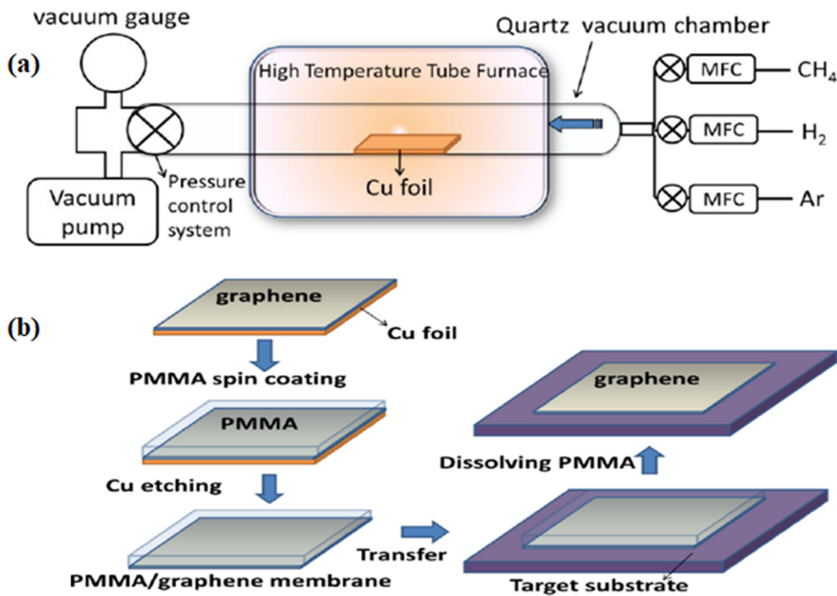 vacuum gauge
Quartz vacuum chamber
(a)
High Temperature Tube Furnace
MFC
CH4
MFC
H2
MFC
Ar
Cu foil
Vacuum
pump
Pressure
control
system
(b)
graphene
Cu foil
PMMA spin coating
PMMA
Cu etching
PMMA/graphene membrane
Transfer
Target substrate
Dissolving PMMA
graphene